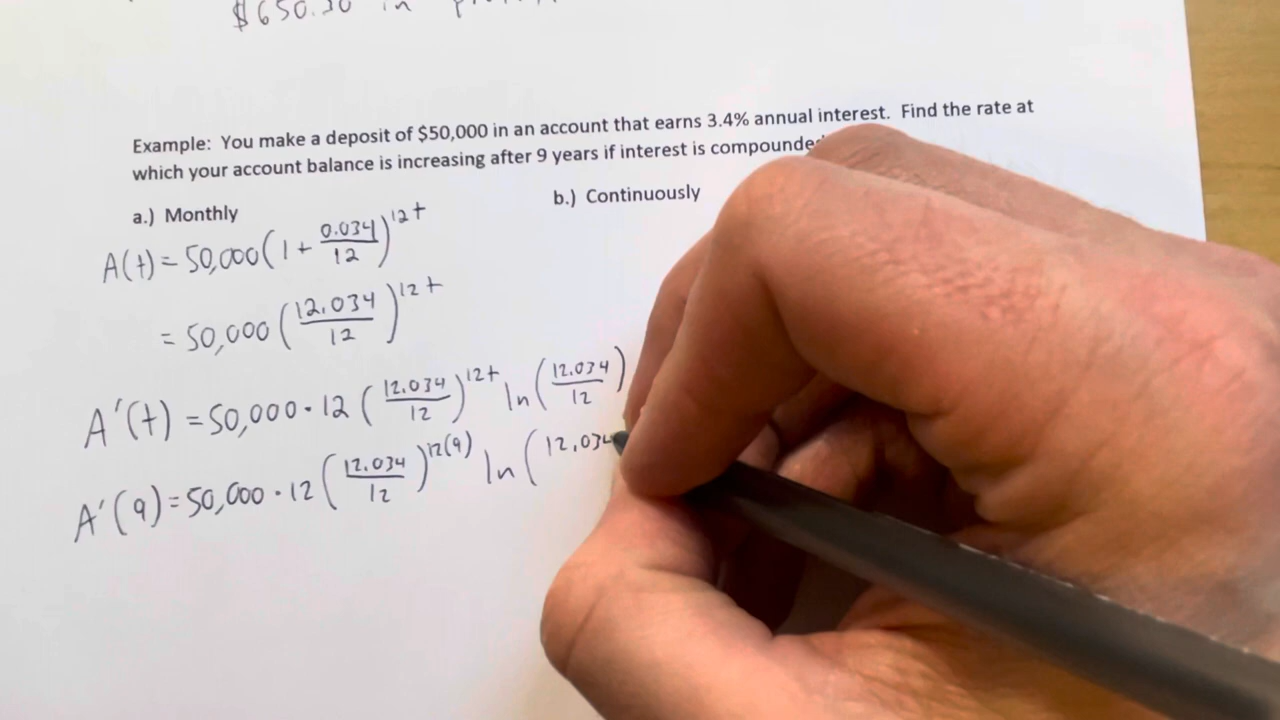 $650.30 in
Example: You make a deposit of $50,000 in an account that earns 3.4% annual interest. Find the rate at
which your account balance is increasing after 9 years if interest is compounded
a.) Monthly
A(t) = 50,000(1 + 0.034/12)^12t
= 50,000(12.034/12)^12t
A'(t) = 50,000 · 12(12.034/12)^12t ln(12.034/12)
A'(9) = 50,000 · 12(12.034/12)^12(9) ln(12.034
b.) Continuously